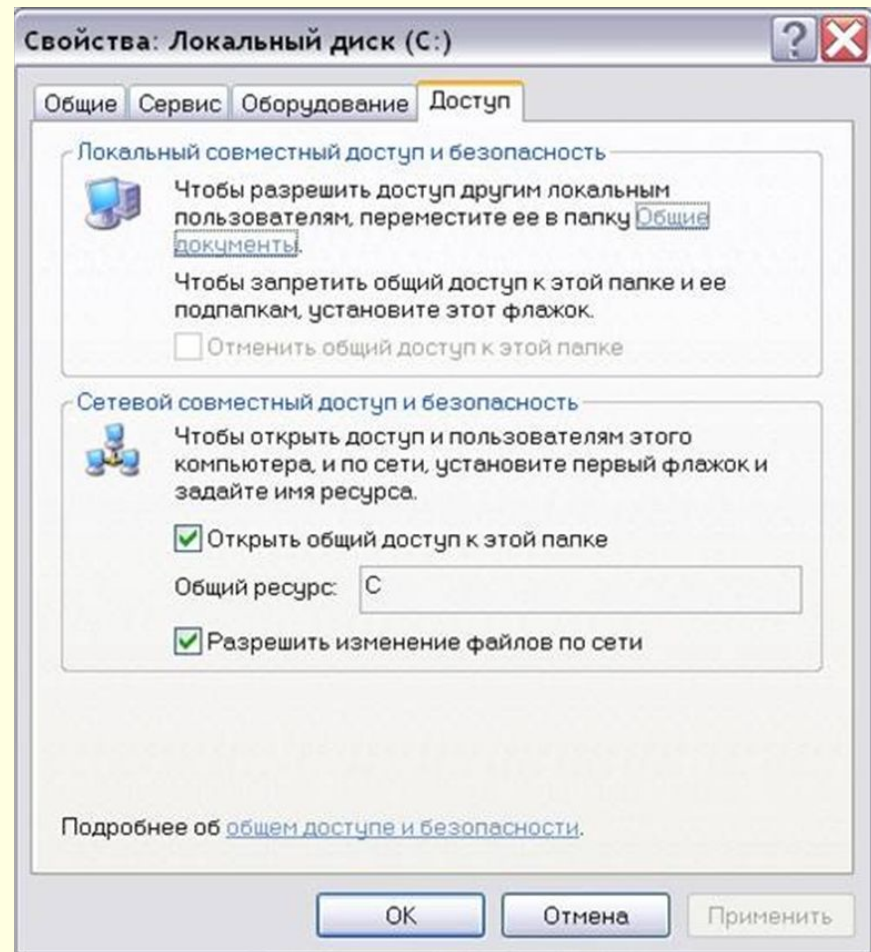 Свойства: Локальный диск (C:)
Общие Сервис Оборудование Доступ
Локальный совместный доступ и безопасность
Чтобы разрешить доступ другим локальным
пользователям, переместите ее в папку Общие
документы.
Чтобы запретить общий доступ к этой папке и ее
подпапкам, установите этот флажок.
Отменить общий доступ к этой папке
Сетевой совместный доступ и безопасность
Чтобы открыть доступ и пользователям этого
компьютера, и по сети, установите первый флажок и
задайте имя ресурса.
Открыть общий доступ к этой папке
Общий ресурс: C
Разрешить изменение файлов по сети
Подробнее об общем доступе и безопасности.
OK Отмена Применить